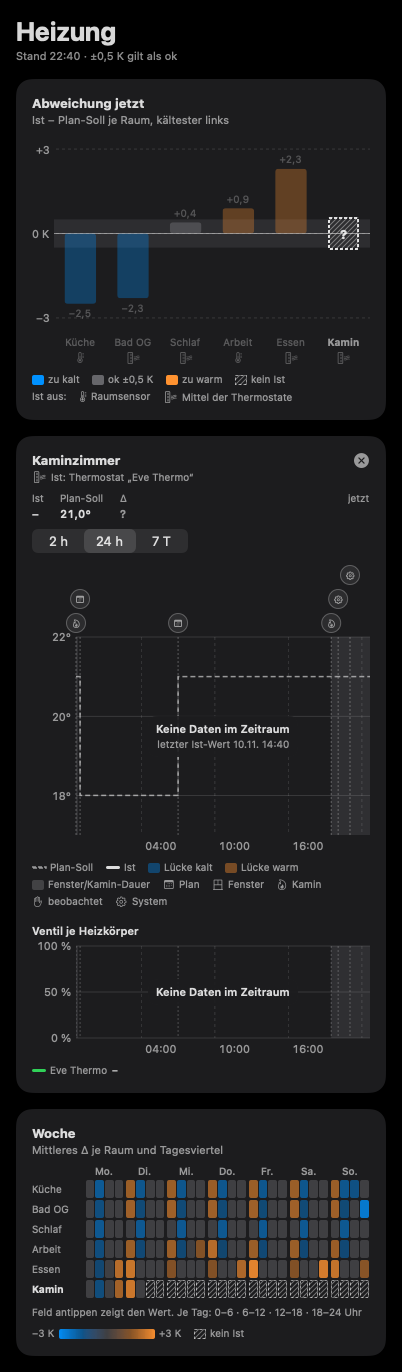 Heizung
Stand 22:40 · ±0,5 K gilt als ok
Abweichung jetzt
Ist – Plan-Soll je Raum, kältester links
+3
+2,3
+0,9
+0,4
0 K
?
−2,5
−2,3
−3
Küche Bad OG Schlaf Arbeit Essen Kamin
zu kalt ok ±0,5 K zu warm kein Ist
Ist aus: Raumsensor Mittel der Thermostate
Kaminzimmer
Ist: Thermostat „Eve Thermo“
Ist Plan-Soll Δ jetzt
– 21,0° ?
2 h 24 h 7 T
22°
20°
Keine Daten im Zeitraum
letzter Ist-Wert 10.11. 14:40
18°
04:00 10:00 16:00
Plan-Soll Ist Lücke kalt Lücke warm
Fenster/Kamin-Dauer Plan Fenster Kamin
beobachtet System
Ventil je Heizkörper
100 %
50 %
Keine Daten im Zeitraum
0 %
04:00 10:00 16:00
Eve Thermo –
Woche
Mittleres Δ je Raum und Tagesviertel
Mo. Di. Mi. Do. Fr. Sa. So.
Küche
Bad OG
Schlaf
Arbeit
Essen
Kamin
Feld antippen zeigt den Wert. Je Tag: 0–6 · 6–12 · 12–18 · 18–24 Uhr
−3 K +3 K kein Ist